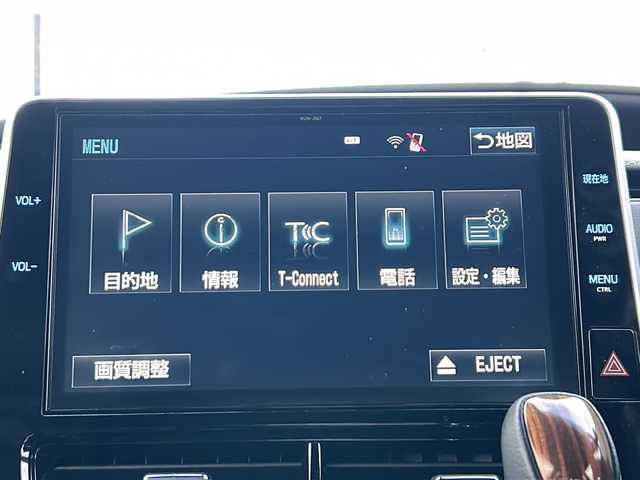 MENU
地図
目的地
情報
T-Connect
電話
設定・編集
画質調整
EJECT
VOL+
VOL-
現在地
AUDIO
PWR
MENU
CTRL